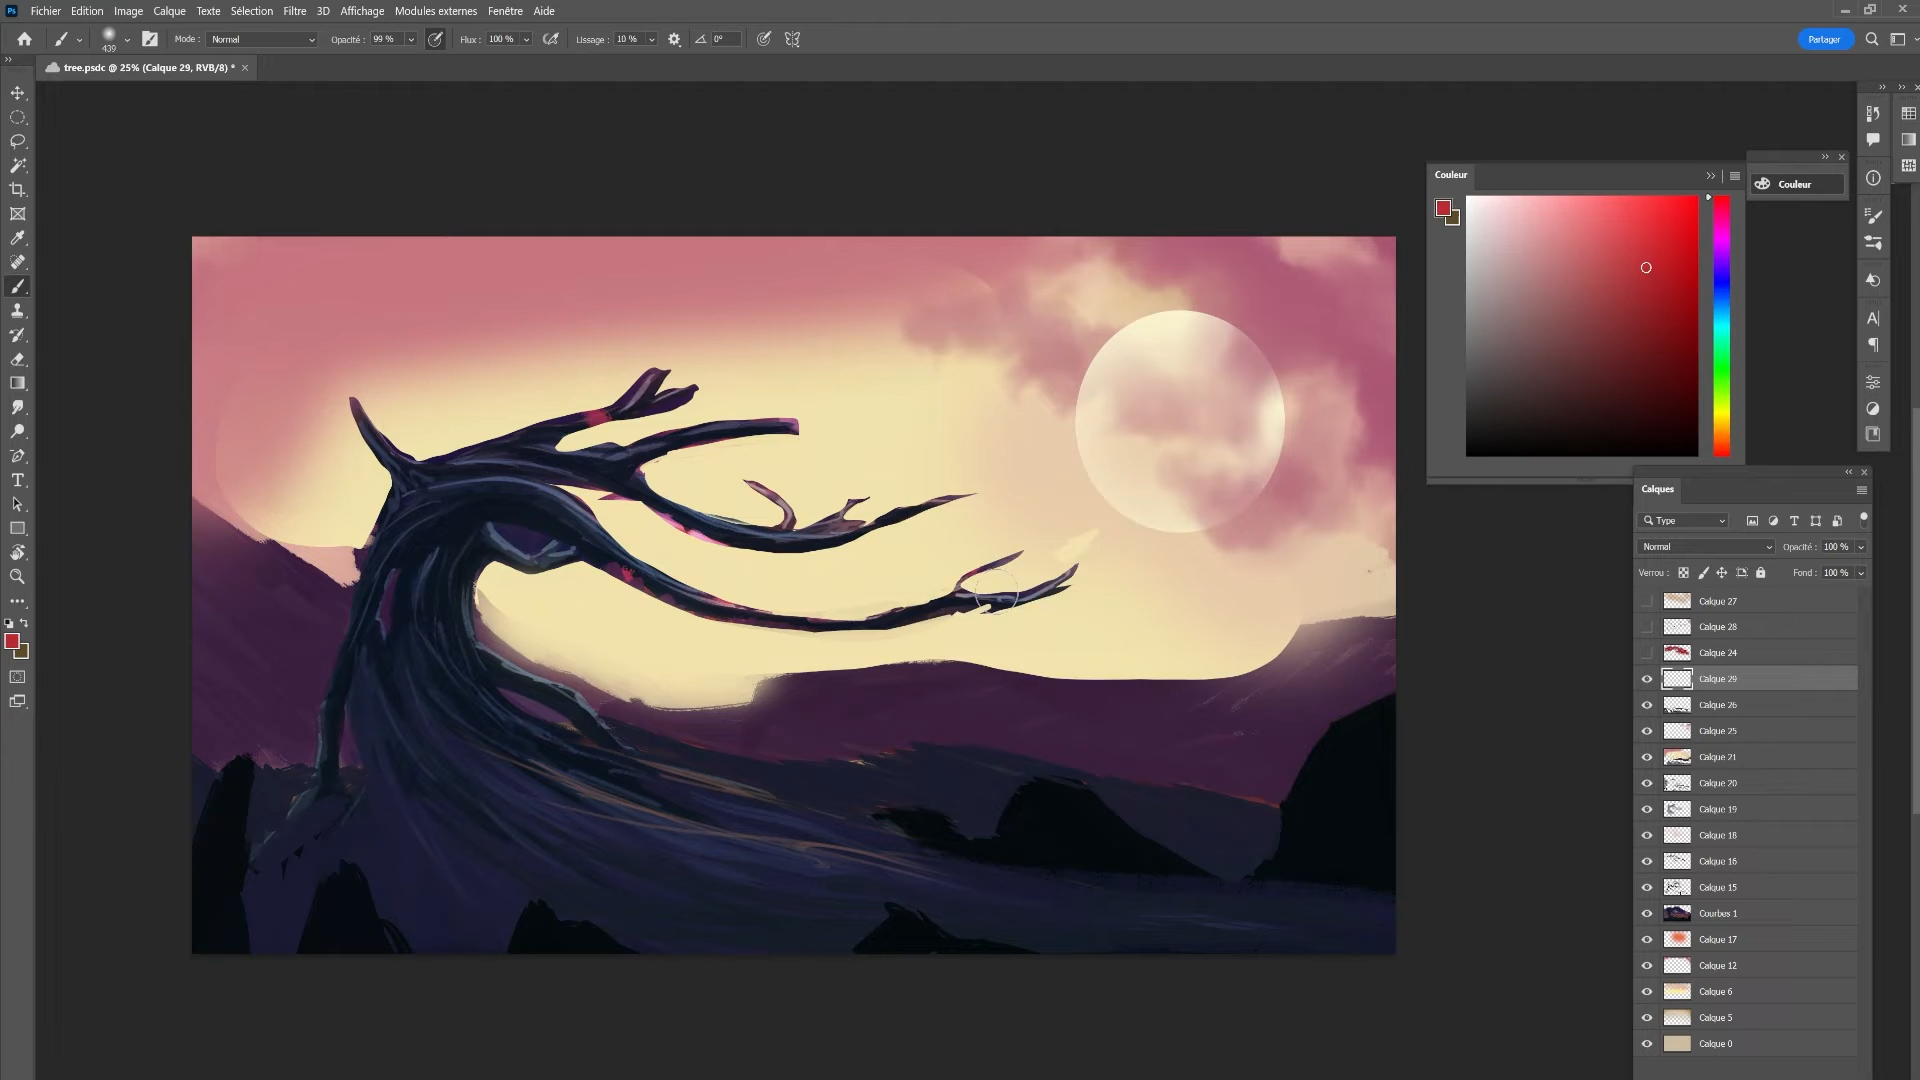 Ps Fichier Edition Image Calque Texte Sélection Filtre 3D Affichage Modules externes Fenêtre Aide
439 Mode : Normal Opacité : 99 % Flux : 100 % Lissage : 10 % 0° Partager
tree.psdc @ 25% (Calque 29, RVB/8) *
Couleur
Couleur
Calques
Type
Normal Opacité : 100 %
Verrou : Fond : 100 %
Calque 27
Calque 28
Calque 24
Calque 29
Calque 26
Calque 25
Calque 21
Calque 20
Calque 19
Calque 18
Calque 16
Calque 15
Courbes 1
Calque 17
Calque 12
Calque 6
Calque 5
Calque 0